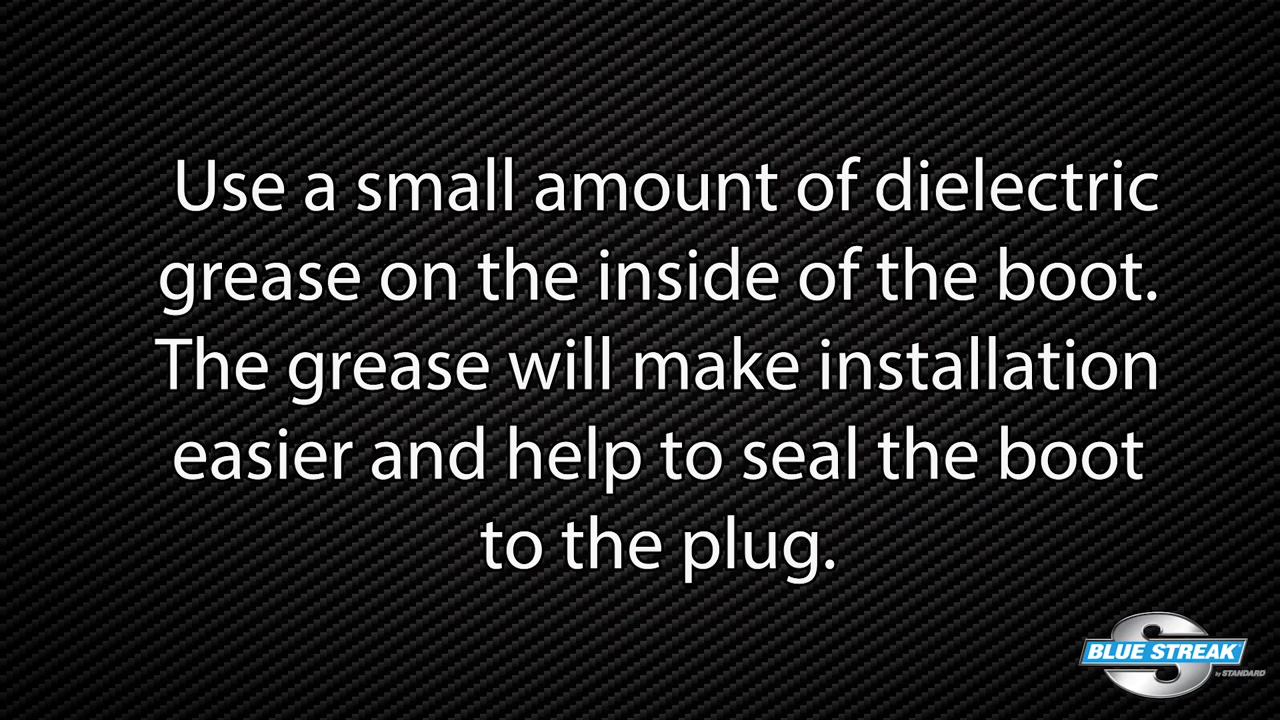 Use a small amount of dielectric
grease on the inside of the boot.
The grease will make installation
easier and help to seal the boot
to the plug.
S
BLUE STREAK
by STANDARD